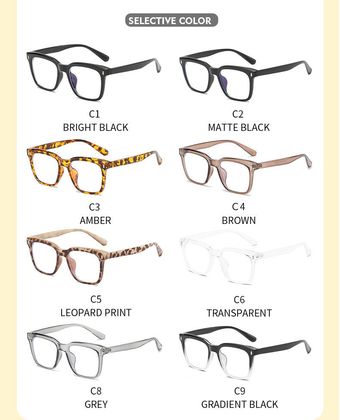 SELECTIVE COLOR
C1
BRIGHT BLACK
C2
MATTE BLACK
C3
AMBER
C4
BROWN
C5
LEOPARD PRINT
C6
TRANSPARENT
C8
GREY
C9
GRADIENT BLACK